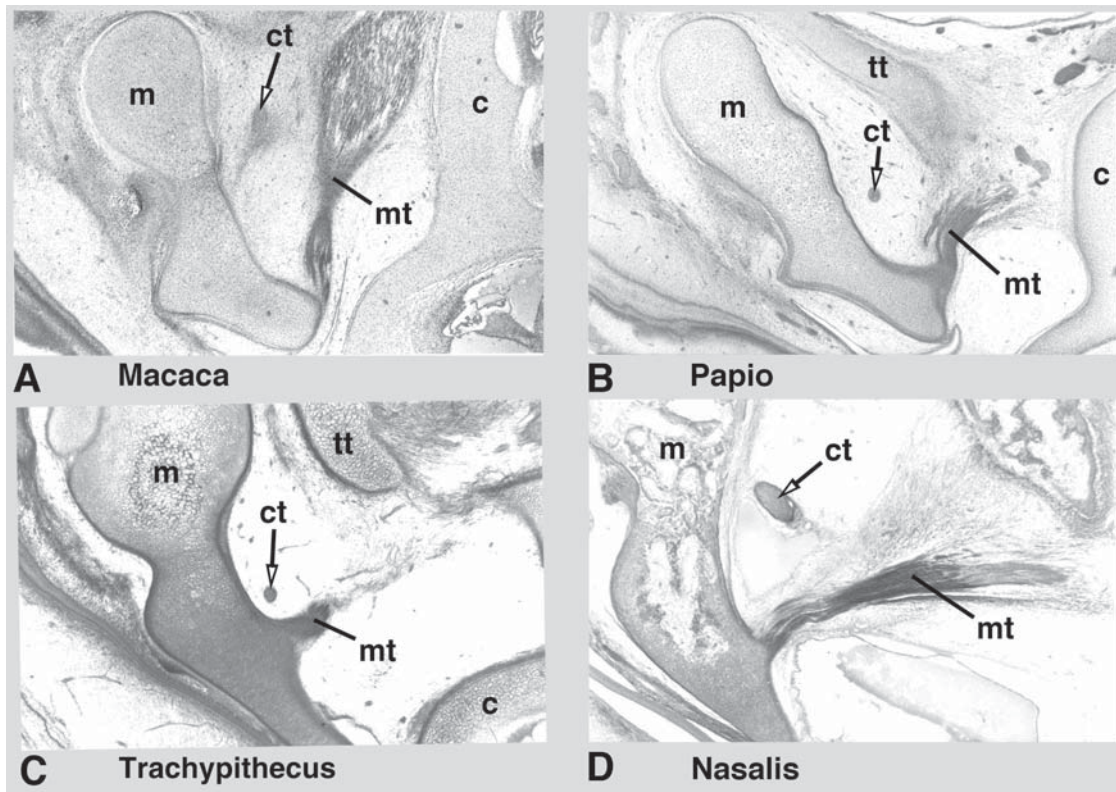 ct
m
c
mt
A Macaca
tt
m
ct
c
mt
B Papio
tt
m
ct
mt
c
C Trachypithecus
m
ct
mt
D Nasalis